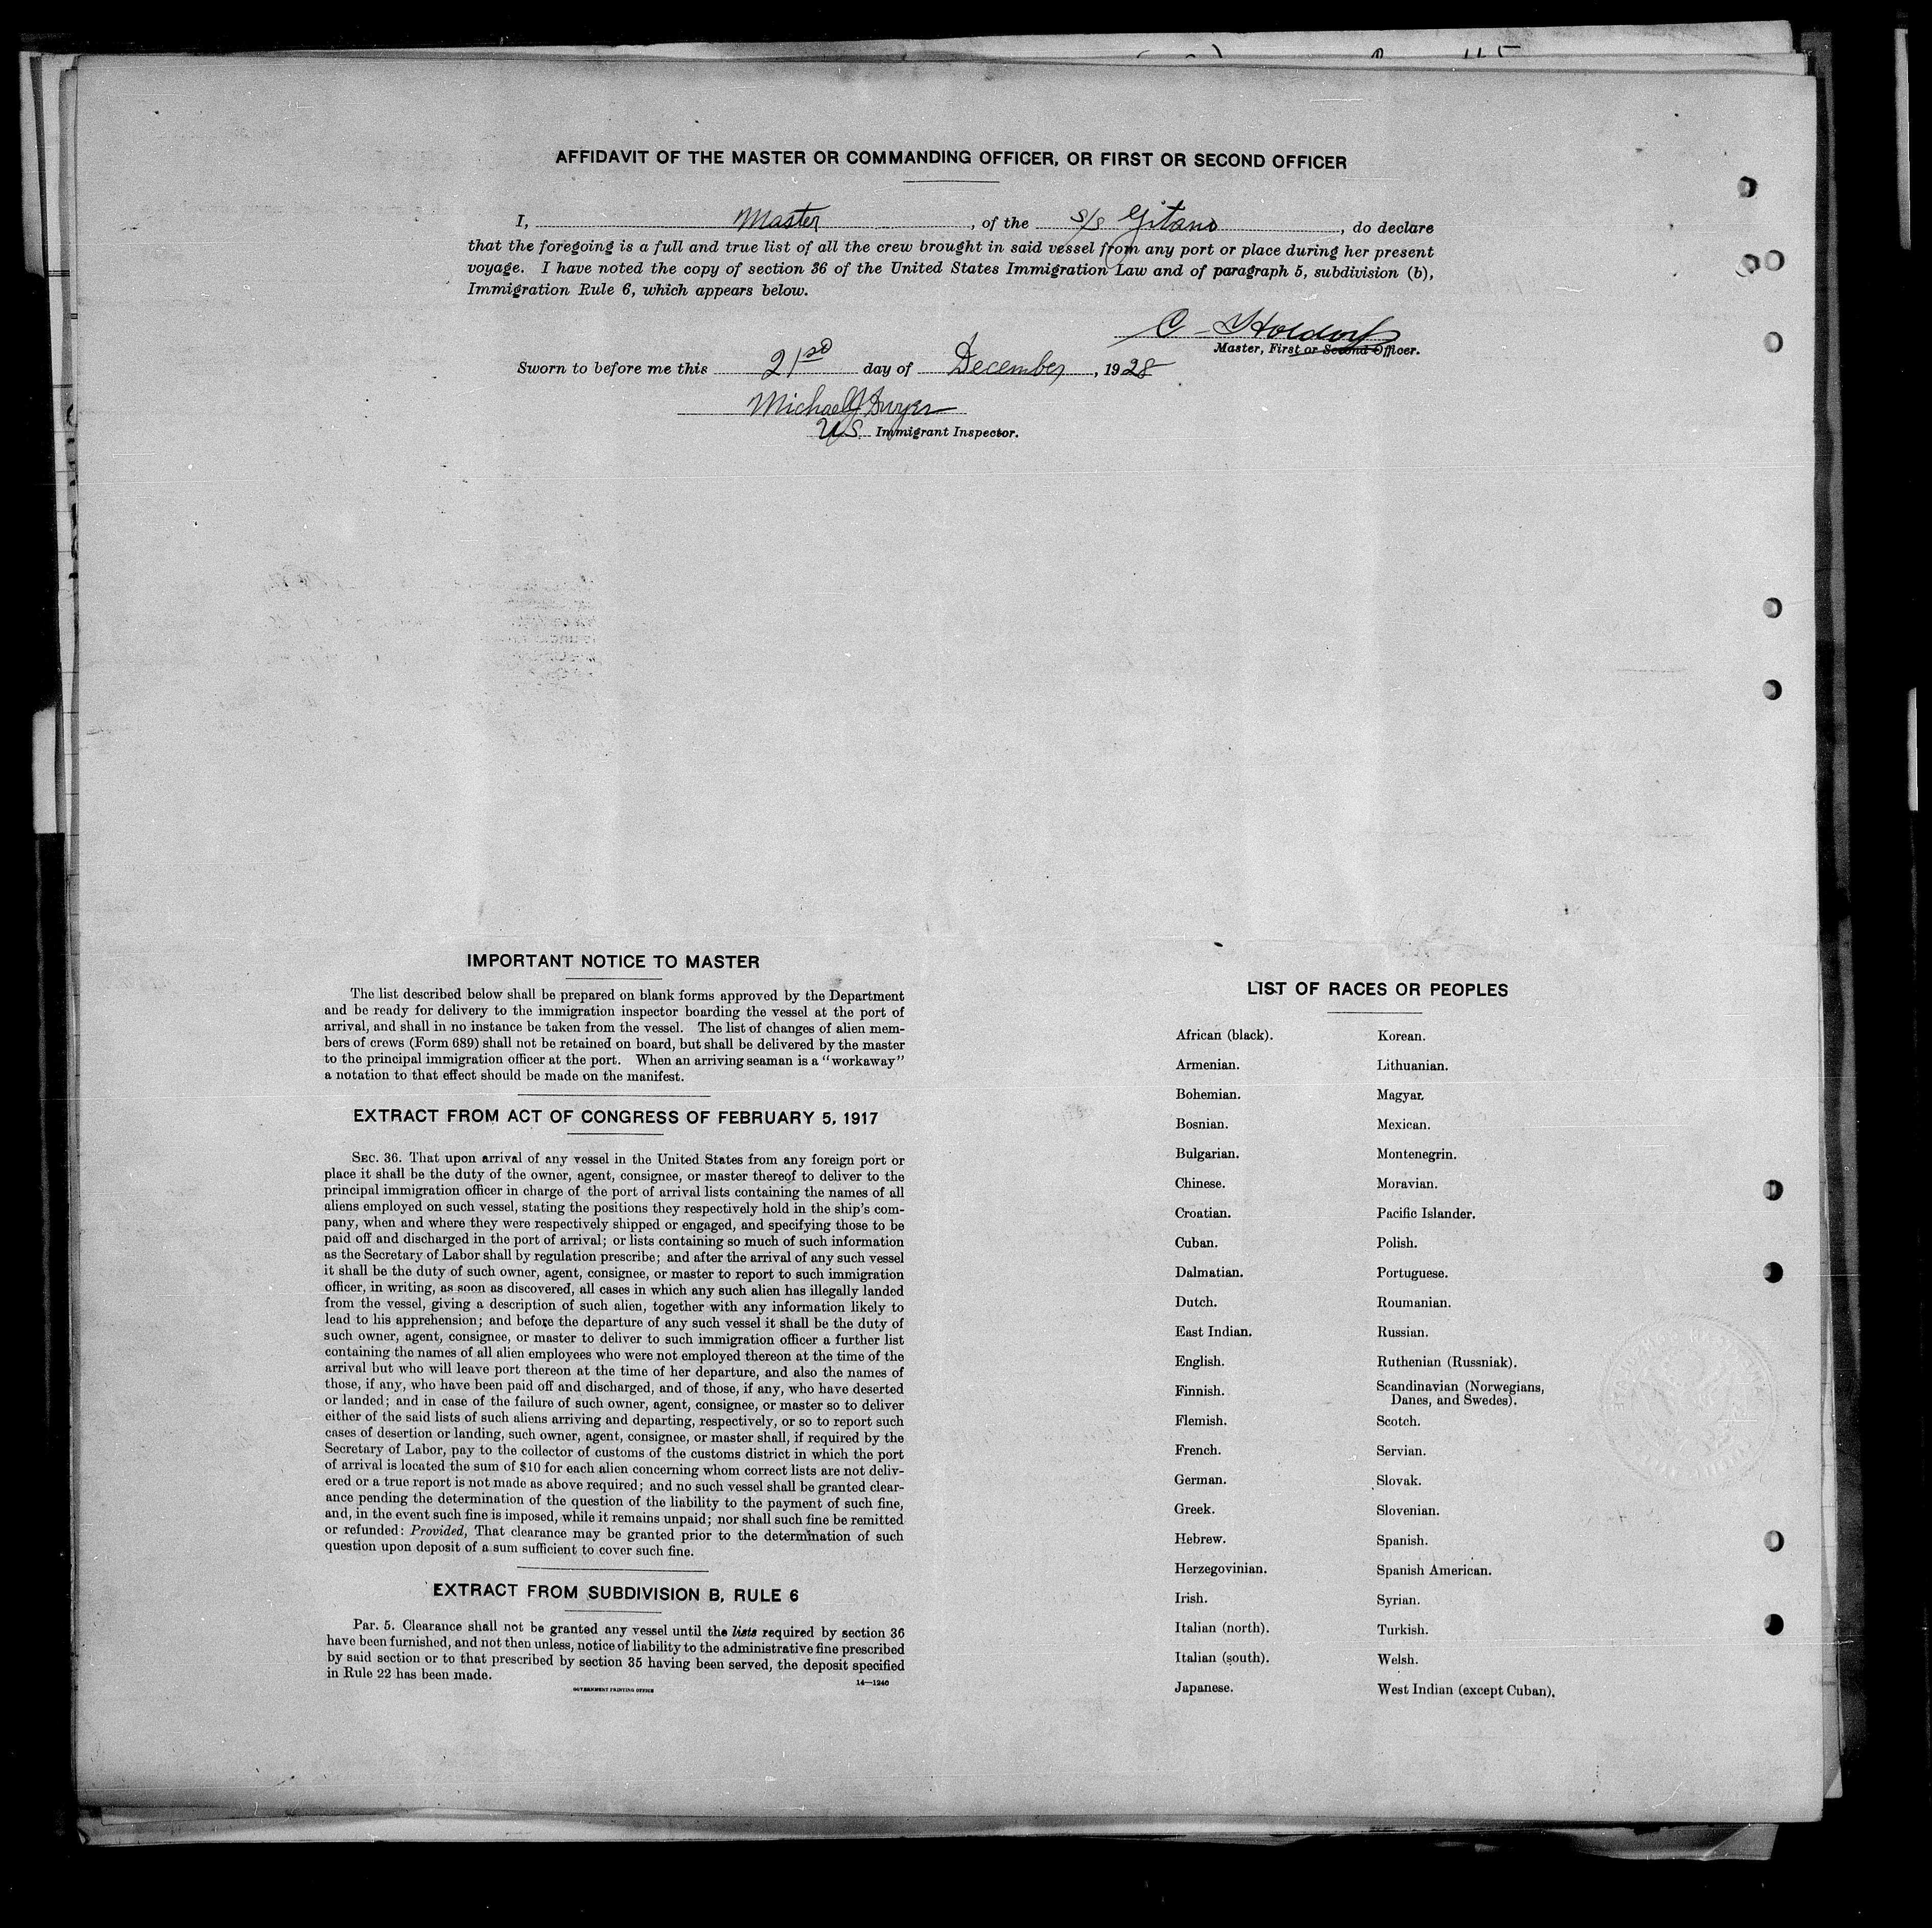 AFFIDAVIT OF THE MASTER OR COMMANDING OFFICER, OR FIRST OR SECOND OFFICER
I, Master, of the s/s Gitano, do declare
that the foregoing is a full and true list of all the crew brought in said vessel from any port or place during her present
voyage. I have noted the copy of section 36 of the United States Immigration Law and of paragraph 5, subdivision (b),
Immigration Rule 6, which appears below.
C
Master, First or Second Officer.
Sworn to before me this 21 day of December, 1928
Michael J Dwyer
U.S. Immigrant Inspector.
IMPORTANT NOTICE TO MASTER
The list described below shall be prepared on blank forms approved by the Department
and be ready for delivery to the immigration inspector boarding the vessel at the port of
arrival, and shall in no instance be taken from the vessel. The list of changes of alien mem-
bers of crews (Form 689) shall not be retained on board, but shall be delivered by the master
to the principal immigration officer at the port. When an arriving seaman is a "workaway"
a notation to that effect should be made on the manifest.
EXTRACT FROM ACT OF CONGRESS OF FEBRUARY 5, 1917
SEC. 36. That upon arrival of any vessel in the United States from any foreign port or
place it shall be the duty of the owner, agent, consignee, or master thereof to deliver to the
principal immigration officer in charge of the port of arrival lists containing the names of all
aliens employed on such vessel, stating the positions they respectively hold in the ship's com-
pany, when and where they were respectively shipped or engaged, and specifying those to be
paid off and discharged in the port of arrival; or lists containing so much of such information
as the Secretary of Labor shall by regulation prescribe; and after the arrival of any such vessel
it shall be the duty of such owner, agent, consignee, or master to report to such immigration
officer, in writing, as soon as discovered, all cases in which any such alien has illegally landed
from the vessel, giving a description of such alien, together with any information likely to
lead to his apprehension; and before the departure of any such vessel it shall be the duty of
such owner, agent, consignee, or master to deliver to such immigration officer a further list
containing the names of all alien employees who were not employed thereon at the time of the
arrival but who will leave port thereon at the time of her departure, and also the names of
those, if any, who have been paid off and discharged, and of those, if any, who have deserted
or landed; and in case of the failure of such owner, agent, consignee, or master so to deliver
either of the said lists of such aliens arriving and departing, respectively, or so to report such
cases of desertion or landing, such owner, agent, consignee, or master shall, if required by the
Secretary of Labor, pay to the collector of customs of the customs district in which the port
of arrival is located the sum of $10 for each alien concerning whom correct lists are not deliv-
ered or a true report is not made as above required; and no such vessel shall be granted clear-
ance pending the determination of the question of the liability to the payment of such fine,
and, in the event such fine is imposed, while it remains unpaid; nor shall such fine be remitted
or refunded: Provided, That clearance may be granted prior to the determination of such
question upon deposit of a sum sufficient to cover such fine.
EXTRACT FROM SUBDIVISION B, RULE 6
Par. 5. Clearance shall not be granted any vessel until the lists required by section 36
have been furnished, and not then unless, notice of liability to the administrative fine prescribed
by said section or to that prescribed by section 35 having been served, the deposit specified
in Rule 22 has been made.
14—1240
GOVERNMENT PRINTING OFFICE
LIST OF RACES OR PEOPLES
African (black).
Armenian.
Bohemian.
Bosnian.
Bulgarian.
Chinese.
Croatian.
Cuban.
Dalmatian.
Dutch.
East Indian.
English.
Finnish.
Flemish.
French.
German.
Greek.
Hebrew.
Herzegovinian.
Irish.
Italian (north).
Italian (south).
Japanese.
Korean.
Lithuanian.
Magyar.
Mexican.
Montenegrin.
Moravian.
Pacific Islander.
Polish.
Portuguese.
Roumanian.
Russian.
Ruthenian (Russniak).
Scandinavian (Norwegians,
Danes, and Swedes).
Scotch.
Servian.
Slovak.
Slovenian.
Spanish.
Spanish American.
Syrian.
Turkish.
Welsh.
West Indian (except Cuban).